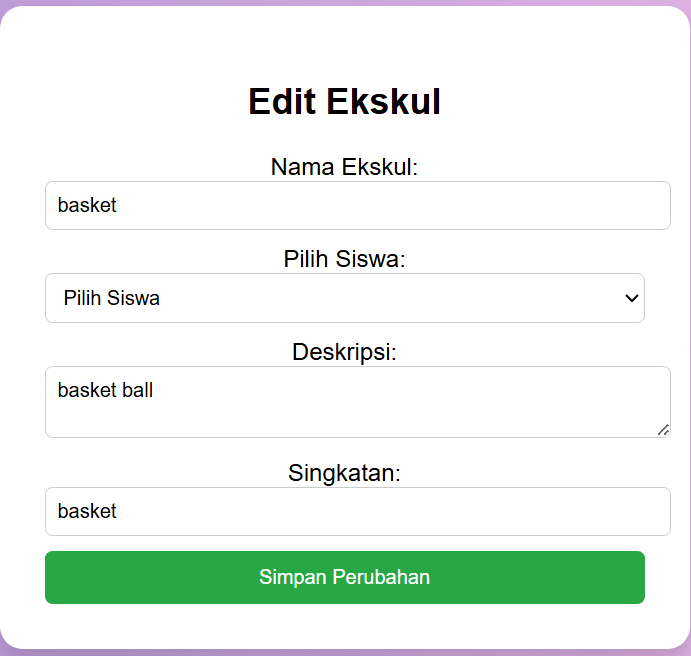 Edit Ekskul
Nama Ekskul:
basket
Pilih Siswa:
Pilih Siswa
Deskripsi:
basket ball
Singkatan:
basket
Simpan Perubahan